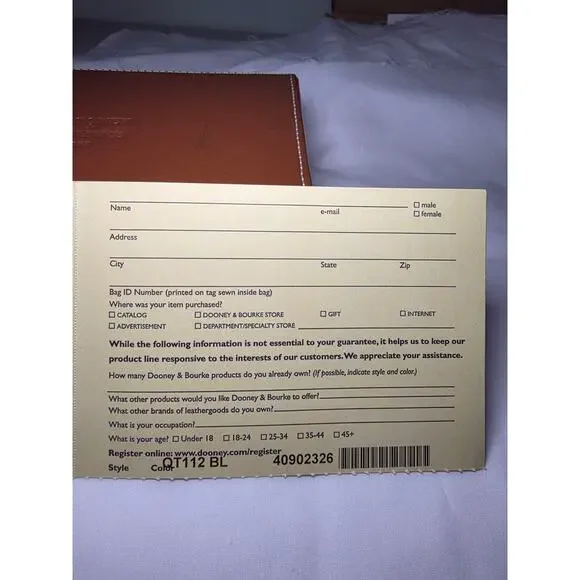 Name e-mail ☐ male
☐ female
Address
City State Zip
Bag ID Number (printed on tag sewn inside bag)
Where was your item purchased?
☐ CATALOG ☐ DOONEY & BOURKE STORE ☐ GIFT ☐ INTERNET
☐ ADVERTISEMENT ☐ DEPARTMENT/SPECIALTY STORE
While the following information is not essential to your guarantee, it helps us to keep our
product line responsive to the interests of our customers. We appreciate your assistance.
How many Dooney & Bourke products do you already own? (If possible, indicate style and color.)
What other products would you like Dooney & Bourke to offer?
What other brands of leathergoods do you own?
What is your occupation?
What is your age? ☐ Under 18 ☐ 18-24 ☐ 25-34 ☐ 35-44 ☐ 45+
Register online: www.dooney.com/register
Style Color QT112 BL 40902326